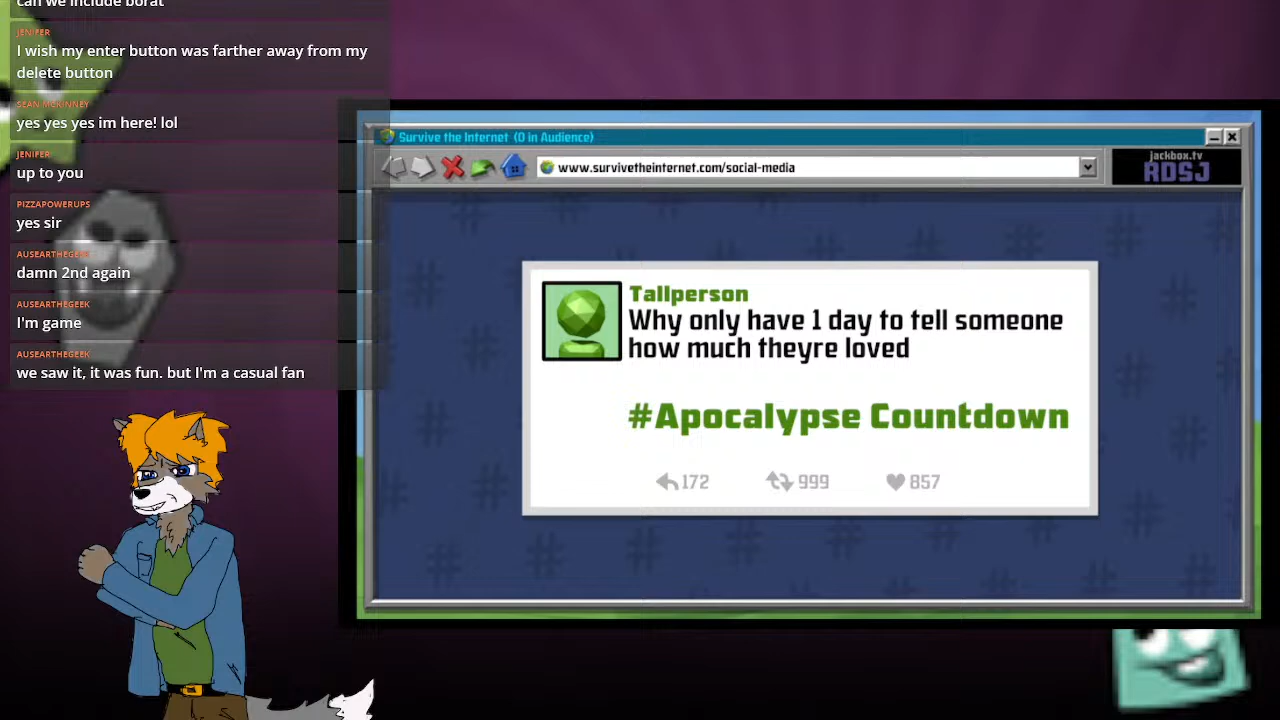 can we include borat
JENIFER
I wish my enter button was farther away from my
delete button
SEAN MCKINNEY
yes yes yes im here! lol
JENIFER
up to you
PIZZAPOWERUPS
yes sir
AUSEARTHEGEEK
damn 2nd again
AUSEARTHEGEEK
I'm game
AUSEARTHEGEEK
we saw it, it was fun. but I'm a casual fan
Survive the Internet (0 in Audience)
www.survivetheinternet.com/social-media
jackbox.tv
RDSJ
Tallperson
Why only have 1 day to tell someone
how much theyre loved
#Apocalypse Countdown
172 999 857